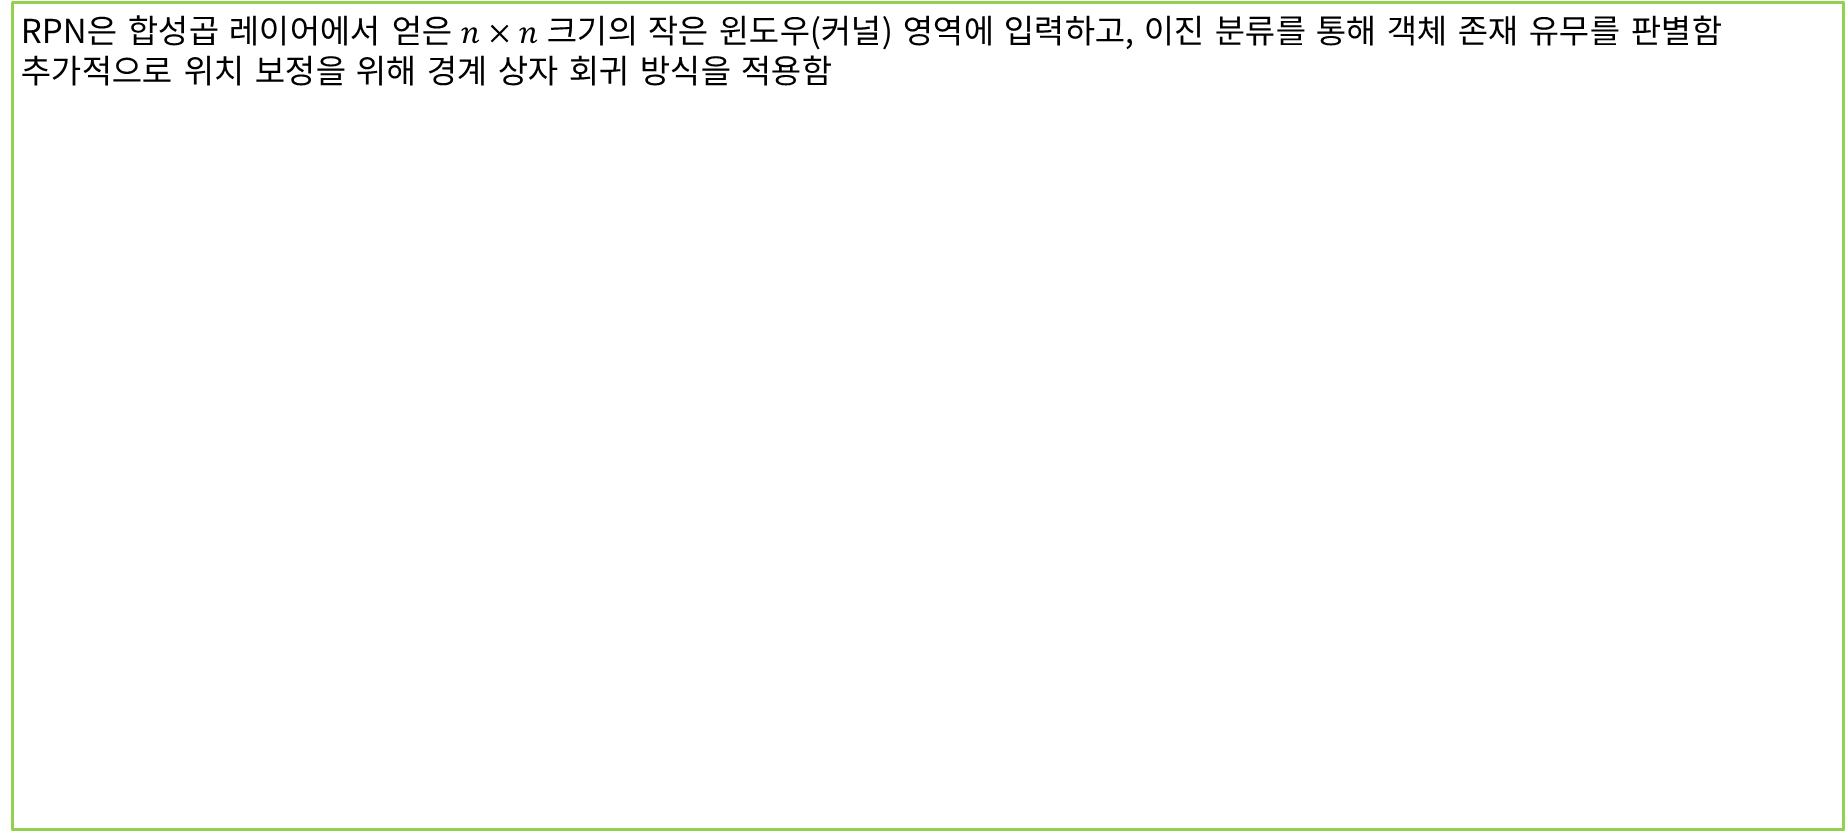 RPN은 합성곱 레이어에서 얻은 n × n 크기의 작은 윈도우(커널) 영역에 입력하고, 이진 분류를 통해 객체 존재 유무를 판별함
추가적으로 위치 보정을 위해 경계 상자 회귀 방식을 적용함